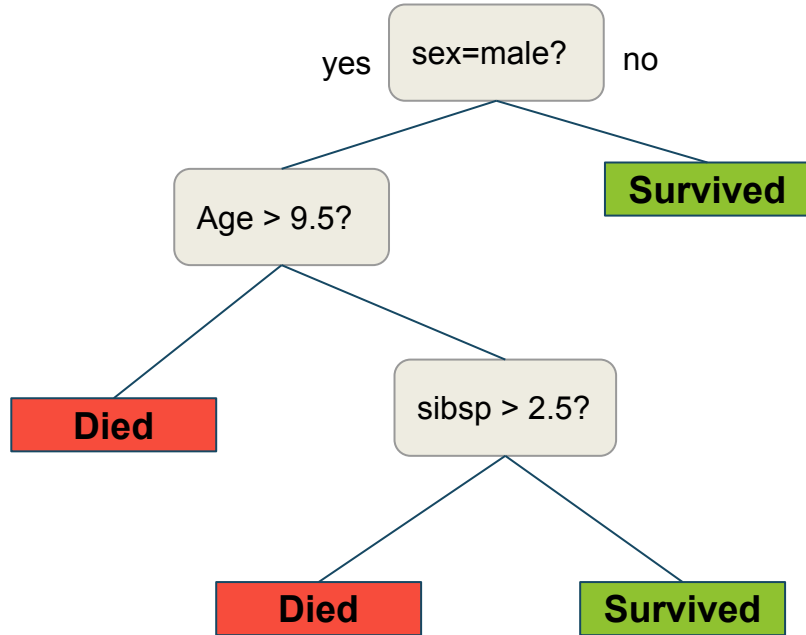 yes
sex=male?
no
Survived
Age > 9.5?
Died
sibsp > 2.5?
Died
Survived